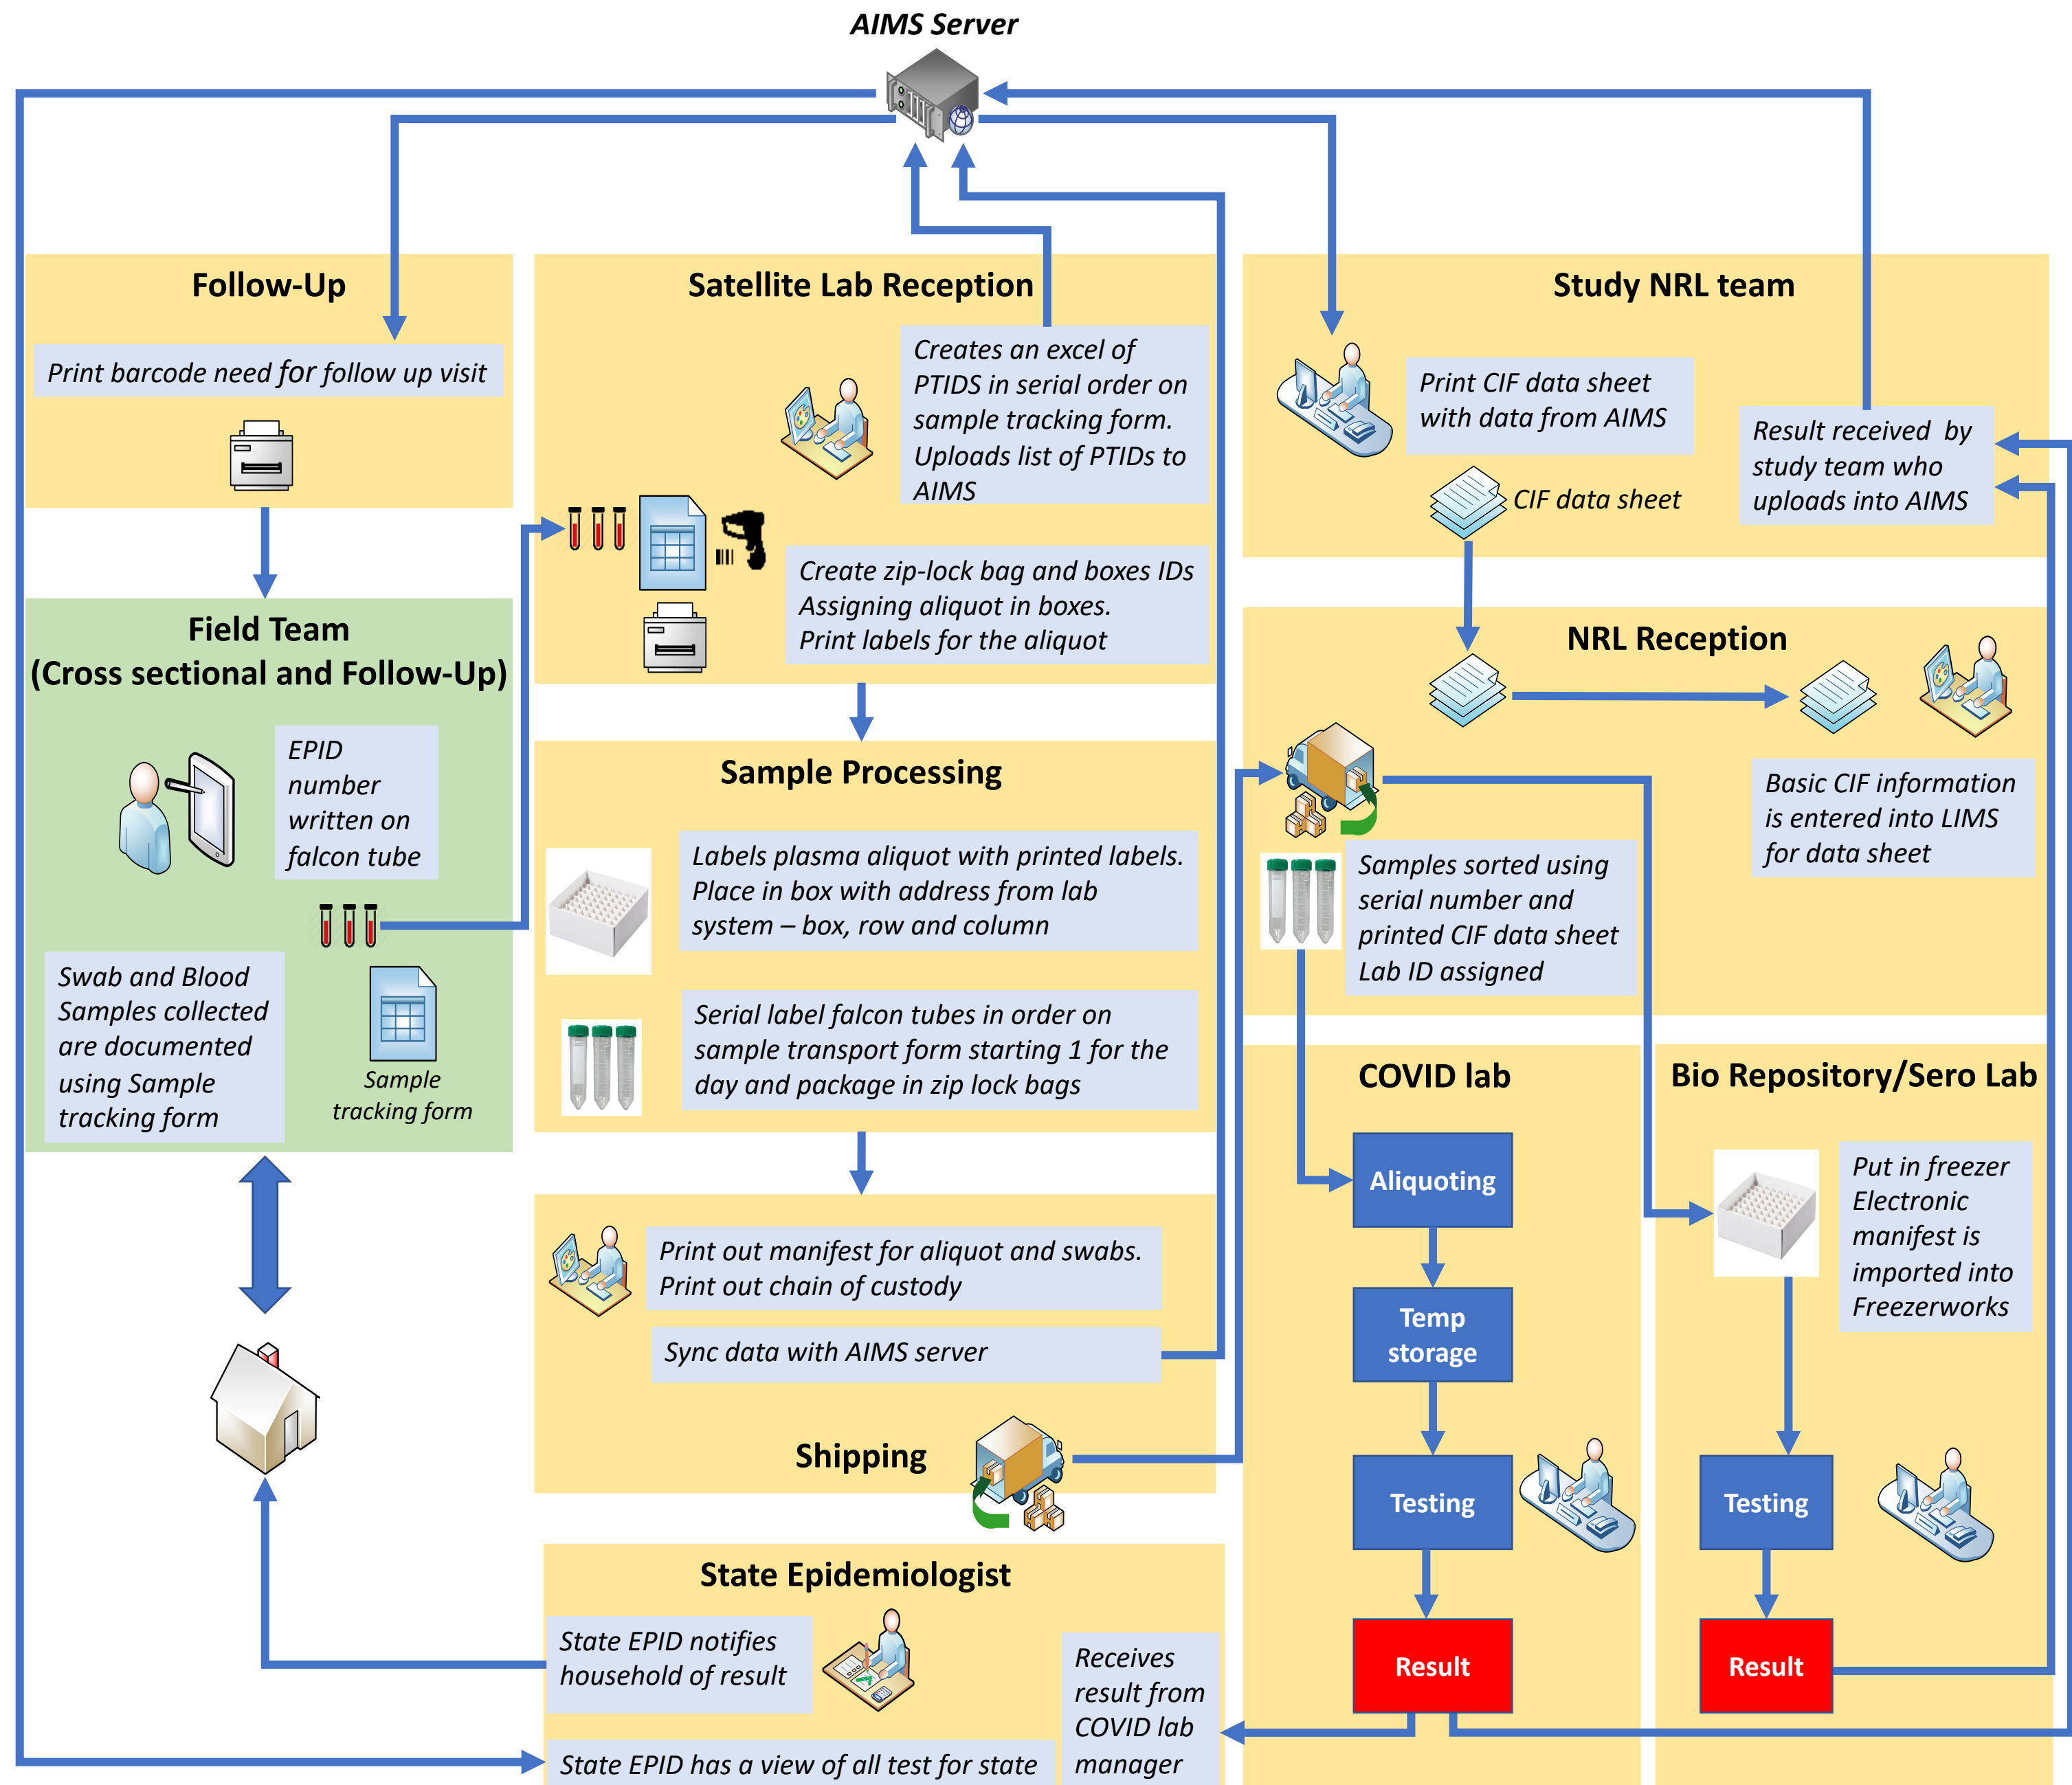 AIMS Server
Follow-Up
Print barcode need for follow up visit
Field Team
(Cross sectional and Follow-Up)
EPID
number
written on
falcon tube
Swab and Blood
Samples collected
are documented
using Sample
tracking form
Sample
tracking form
Satellite Lab Reception
Creates an excel of
PTIDS in serial order on
sample tracking form.
Uploads list of PTIDs to
AIMS
Create zip-lock bag and boxes IDs
Assigning aliquot in boxes.
Print labels for the aliquot
Sample Processing
Labels plasma aliquot with printed labels.
Place in box with address from lab
system – box, row and column
Serial label falcon tubes in order on
sample transport form starting 1 for the
day and package in zip lock bags
Print out manifest for aliquot and swabs.
Print out chain of custody
Sync data with AIMS server
Shipping
State Epidemiologist
State EPID notifies
household of result
State EPID has a view of all test for state
Receives
result from
COVID lab
manager
Study NRL team
Print CIF data sheet
with data from AIMS
CIF data sheet
Result received  by
study team who
uploads into AIMS
NRL Reception
Basic CIF information
is entered into LIMS
for data sheet
Samples sorted using
serial number and
printed CIF data sheet
Lab ID assigned
COVID lab
Aliquoting
Temp
storage
Testing
Result
Bio Repository/Sero Lab
Put in freezer
Electronic
manifest is
imported into
Freezerworks
Testing
Result